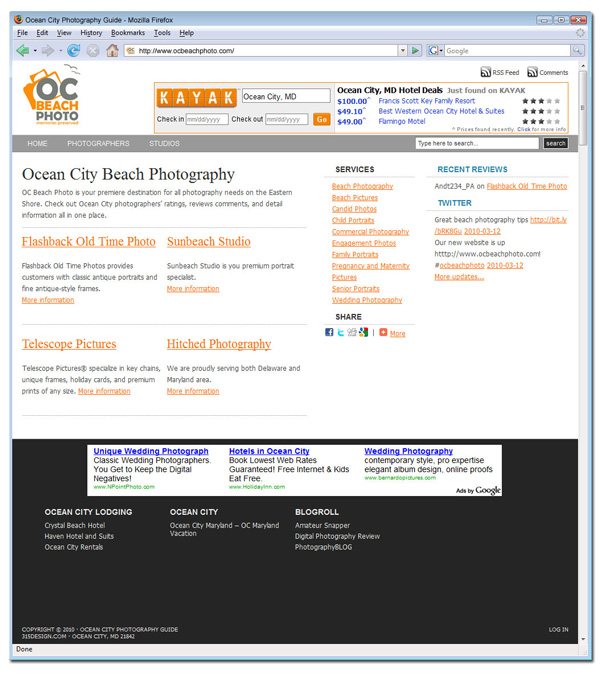 Ocean City Photography Guide - Mozilla Firefox
File Edit View History Bookmarks Tools Help
http://www.ocbeachphoto.com/
Google
RSS Feed Comments
OC
BEACH
PHOTO
memories preserved
KAYAK
Ocean City, MD
Check in mm/dd/yyyy Check out mm/dd/yyyy Go
Ocean City, MD Hotel Deals Just found on KAYAK
$100.00^ Francis Scott Key Family Resort
$49.10^ Best Western Ocean City Hotel & Suites
$49.00^ Flamingo Motel
^ Prices found recently. Click for more info
HOME PHOTOGRAPHERS STUDIOS
Type here to search... search
Ocean City Beach Photography
OC Beach Photo is your premiere destination for all photography needs on the Eastern
Shore. Check out Ocean City photographers' ratings, reviews comments, and detail
information all in one place.
Flashback Old Time Photo
Flashback Old Time Photos provides
customers with classic antique portraits and
fine antique-style frames.
More information
Sunbeach Studio
Sunbeach Studio is you premium portrait
specialist.
More information
Telescope Pictures
Telescope Pictures® specialize in key chains,
unique frames, holiday cards, and premium
prints of any size. More information
Hitched Photography
We are proudly serving both Delaware and
Maryland area.
More information
SERVICES
Beach Photography
Beach Pictures
Candid Photos
Child Portraits
Commercial Photography
Engagement Photos
Family Portraits
Pregnancy and Maternity
Pictures
Senior Portraits
Wedding Photography
SHARE
| More
RECENT REVIEWS
Andt234_PA on Flashback Old Time Photo
TWITTER
Great beach photography tips http://bit.ly
/bRK8Gu 2010-03-12
Our new website is up
htttp://www.ocbeachphoto.com!
#ocbeachphoto 2010-03-12
More updates...
Unique Wedding Photograph
Classic Wedding Photographers.
You Get to Keep the Digital
Negatives!
www.NPointPhoto.com
Hotels in Ocean City
Book Lowest Web Rates
Guaranteed! Free Internet & Kids
Eat Free.
www.HolidayInn.com
Wedding Photography
contemporary style, pro expertise
elegant album design, online proofs
www.bernardopictures.com
Ads by Google
OCEAN CITY LODGING
Crystal Beach Hotel
Haven Hotel and Suits
Ocean City Rentals
OCEAN CITY
Ocean City Maryland – OC Maryland
Vacation
BLOGROLL
Amateur Snapper
Digital Photography Review
PhotographyBLOG
COPYRIGHT © 2010 - OCEAN CITY PHOTOGRAPHY GUIDE
315DESIGN.COM - OCEAN CITY, MD 21842
LOG IN
Done